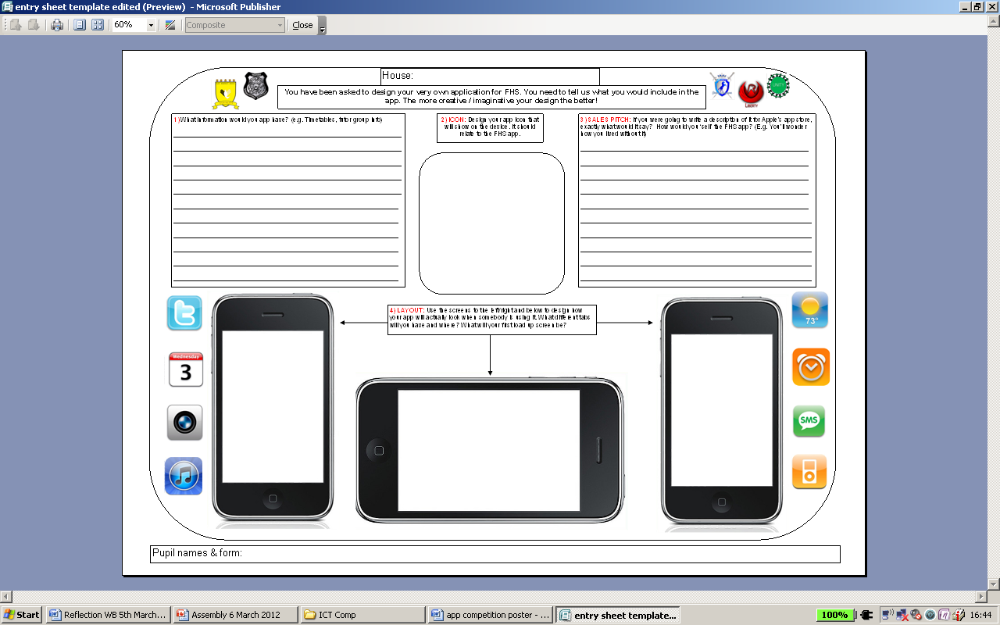 entry sheet template edited (Preview) - Microsoft Publisher
60%
Composite
Close
House:
You have been asked to design your very own application for FHS. You need to tell us what you would include in the
app. The more creative / imaginative your design the better!
LIBERTY
1) What information would you app have? (e.g. Timetables, tutor group info)
2) ICON: Design your app icon that
will show on the device. It should
relate to the FHS app.
3) SALES PITCH: If you were going to write a description of it for Apple's app store,
exactly what would it say? How would you 'sell' the FHS app? (E.g. You'll wonder
how you lived without it)
4) LAYOUT: Use the screens to the left/right and below to design how
your app will actually look when somebody is using it. What different tabs
will you have and where? What will your first load up screen be?
Wednesday
3
73°
SMS
Pupil names & form:
Start
Reflection WB 5th March...
Assembly 6 March 2012
ICT Comp
app competition poster - ...
entry sheet template...
100%
16:44